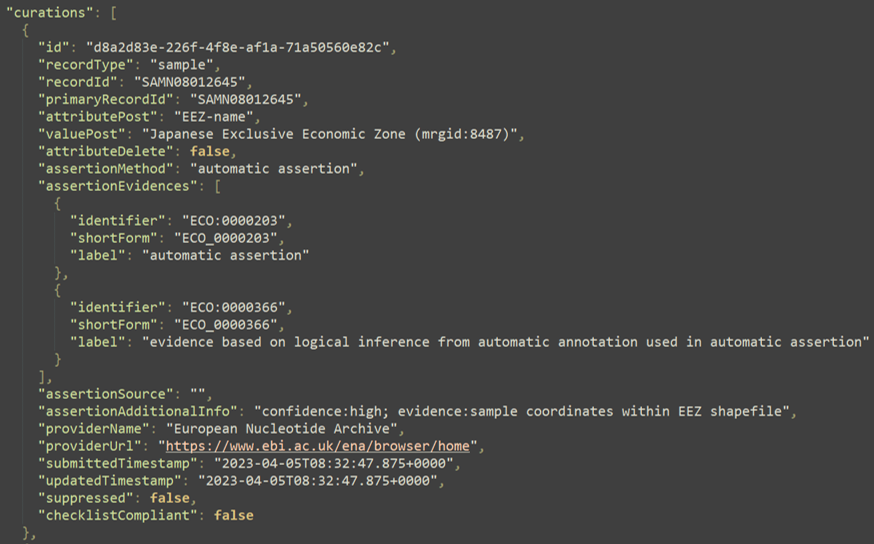 "curations": [
{
"id": "d8a2d83e-226f-4f8e-af1a-71a50560e82c",
"recordType": "sample",
"recordId": "SAMN08012645",
"primaryRecordId": "SAMN08012645",
"attributePost": "EEZ-name",
"valuePost": "Japanese Exclusive Economic Zone (mrgid:8487)",
"attributeDelete": false,
"assertionMethod": "automatic assertion",
"assertionEvidences": [
{
"identifier": "ECO:0000203",
"shortForm": "ECO_0000203",
"label": "automatic assertion"
},
{
"identifier": "ECO:0000366",
"shortForm": "ECO_0000366",
"label": "evidence based on logical inference from automatic annotation used in automatic assertion"
}
],
"assertionSource": "",
"assertionAdditionalInfo": "confidence:high; evidence:sample coordinates within EEZ shapefile",
"providerName": "European Nucleotide Archive",
"providerUrl": "https://www.ebi.ac.uk/ena/browser/home",
"submittedTimestamp": "2023-04-05T08:32:47.875+0000",
"updatedTimestamp": "2023-04-05T08:32:47.875+0000",
"suppressed": false,
"checklistCompliant": false
},